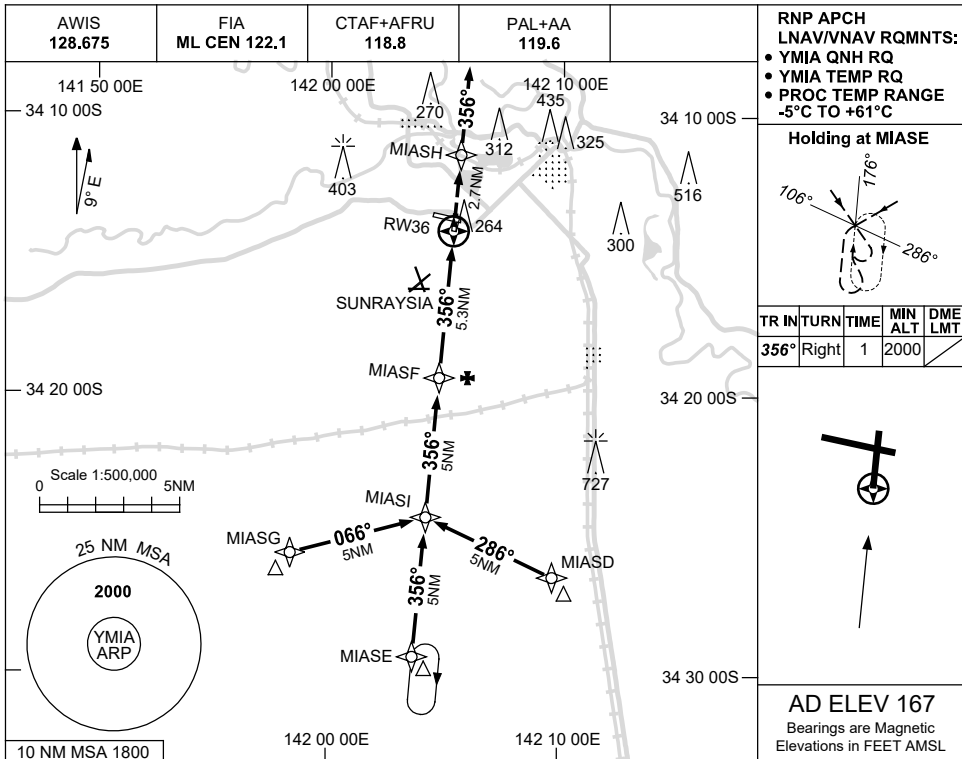 AWIS
128.675
FIA
ML CEN 122.1
CTAF+AFRU
118.8
PAL+AA
119.6
RNP APCH
LNAV/VNAV RQMNTS:
• YMIA QNH RQ
• YMIA TEMP RQ
• PROC TEMP RANGE
-5°C TO +61°C
141 50 00E
142 00 00E
142 10 00E
34 10 00S
34 10 00S
356°
270
435
312
325
MIASH
403
516
9° E
2.7NM
RW36
264
300
SUNRAYSIA
356°
5.3NM
MIASF
34 20 00S
34 20 00S
356°
5NM
727
Scale 1:500,000
0
5NM
MIASI
MIASG
066°
5NM
286°
5NM
MIASD
356°
5NM
MIASE
25 NM MSA
2000
YMIA
ARP
34 30 00S
142 00 00E
142 10 00E
10 NM MSA 1800
Holding at MIASE
176°
106°
286°
TR IN TURN TIME MIN ALT DME LMT
356° Right 1 2000
AD ELEV 167
Bearings are Magnetic
Elevations in FEET AMSL